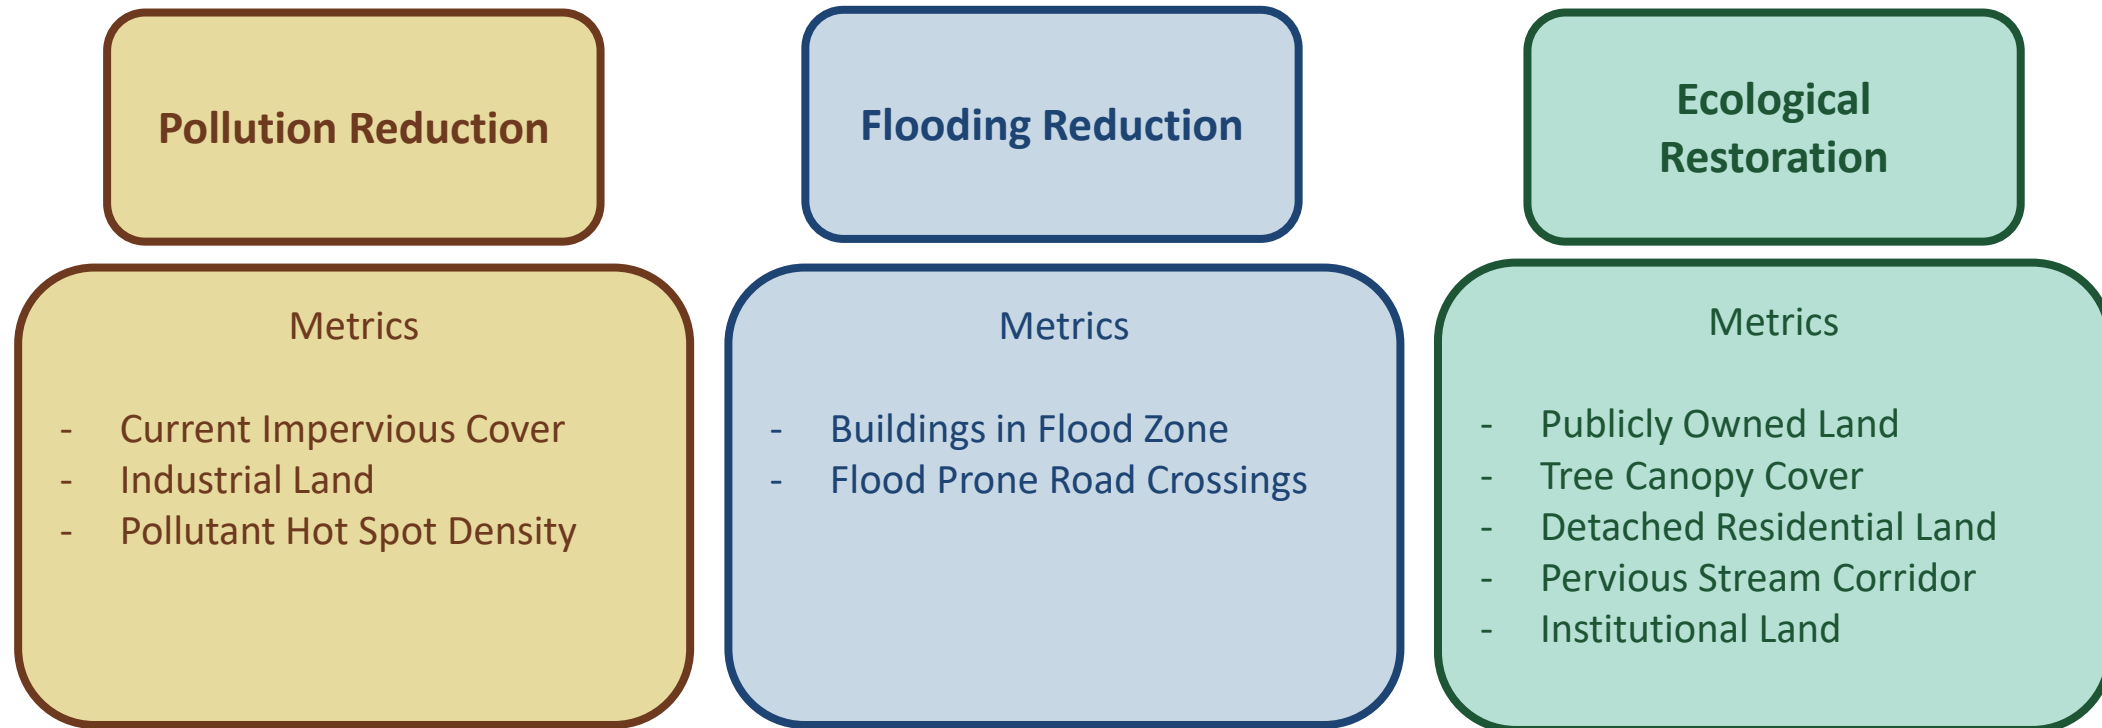 Pollution Reduction
Metrics
- Current Impervious Cover
- Industrial Land
- Pollutant Hot Spot Density
Flooding Reduction
Metrics
- Buildings in Flood Zone
- Flood Prone Road Crossings
Ecological
Restoration
Metrics
- Publicly Owned Land
- Tree Canopy Cover
- Detached Residential Land
- Pervious Stream Corridor
- Institutional Land